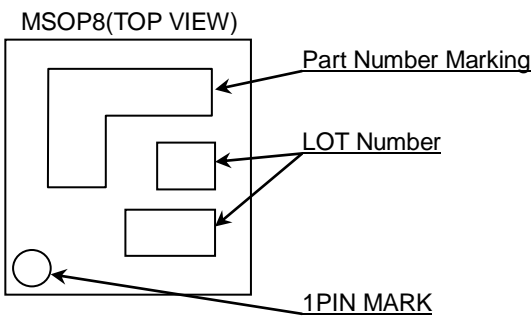 MSOP8(TOP VIEW)
Part Number Marking
LOT Number
1PIN MARK